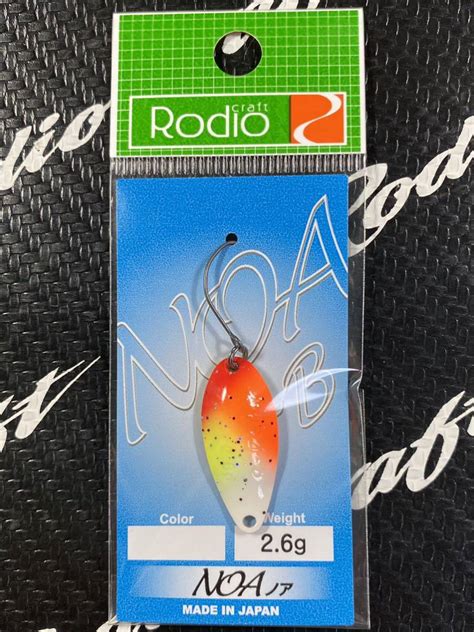 craft
Rodio
NOA
B
Color
Weight
2.6g
NOAノア
MADE IN JAPAN